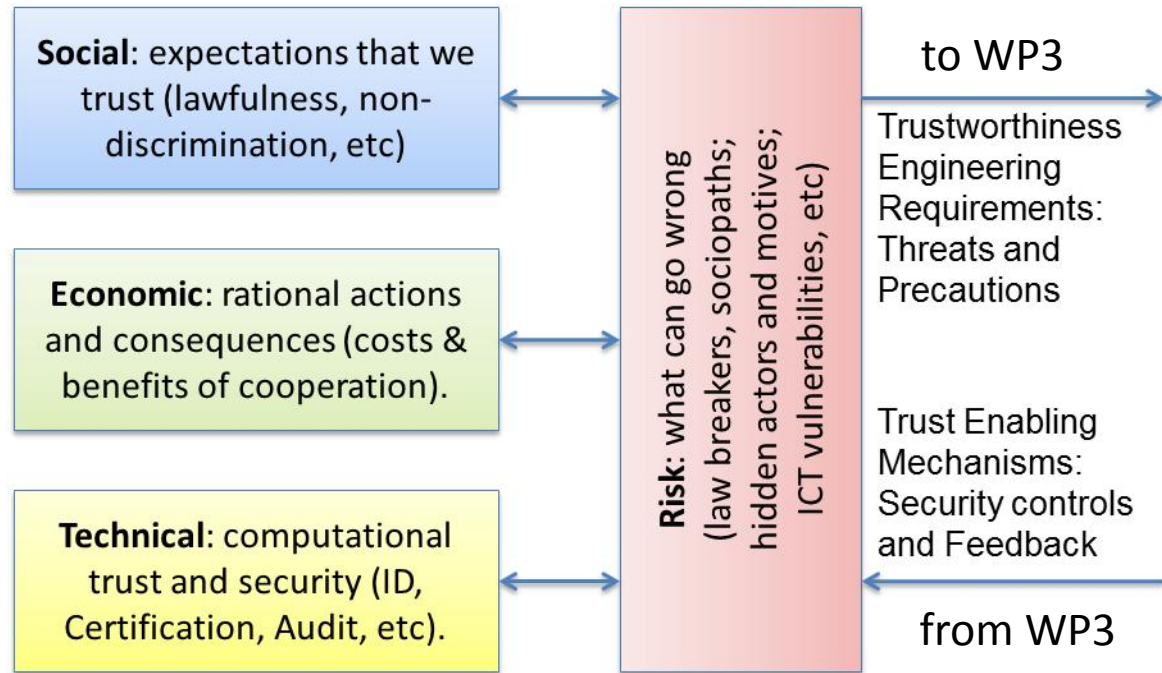 Social: expectations that we
trust (lawfulness, non-
discrimination, etc)
Economic: rational actions
and consequences (costs &
benefits of cooperation).
Technical: computational
trust and security (ID,
Certification, Audit, etc).
Risk: what can go wrong
(law breakers, sociopaths;
hidden actors and motives;
ICT vulnerabilities, etc)
to WP3
Trustworthiness
Engineering
Requirements:
Threats and
Precautions
Trust Enabling
Mechanisms:
Security controls
and Feedback
from WP3